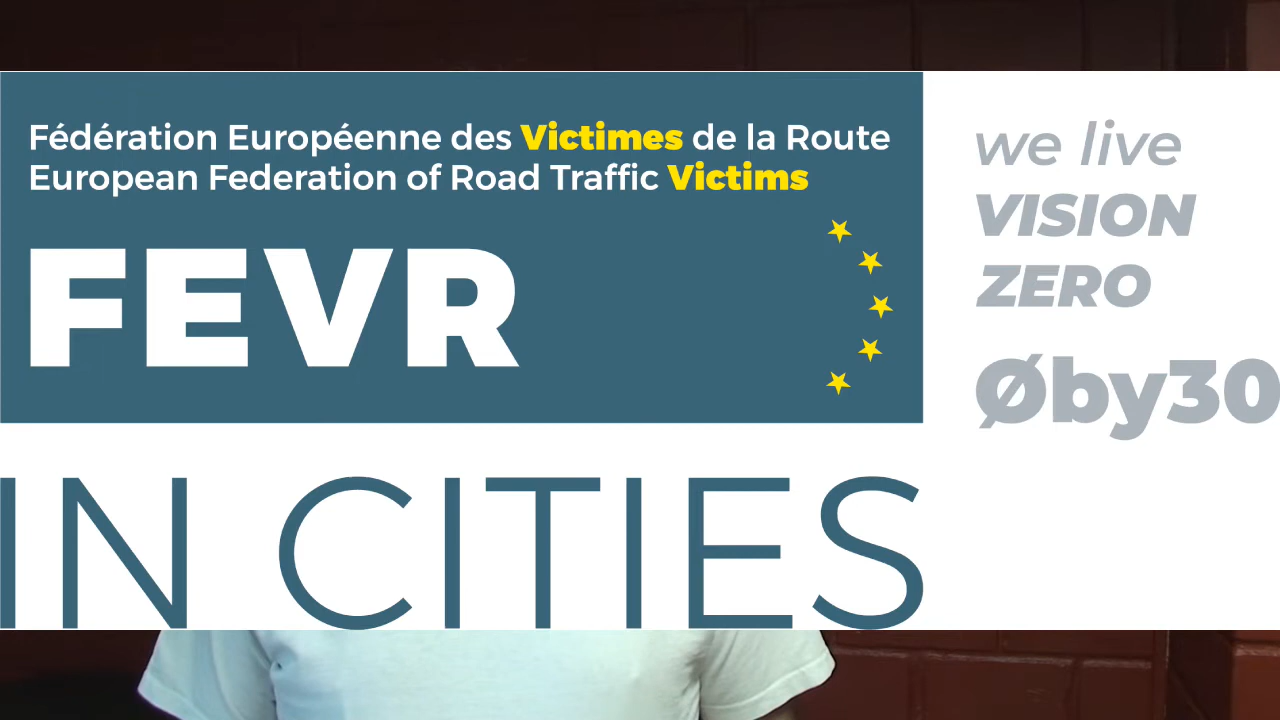 Fédération Européenne des Victimes de la Route
European Federation of Road Traffic Victims
FEVR
IN CITIES
we live
VISION
ZERO
Øby30